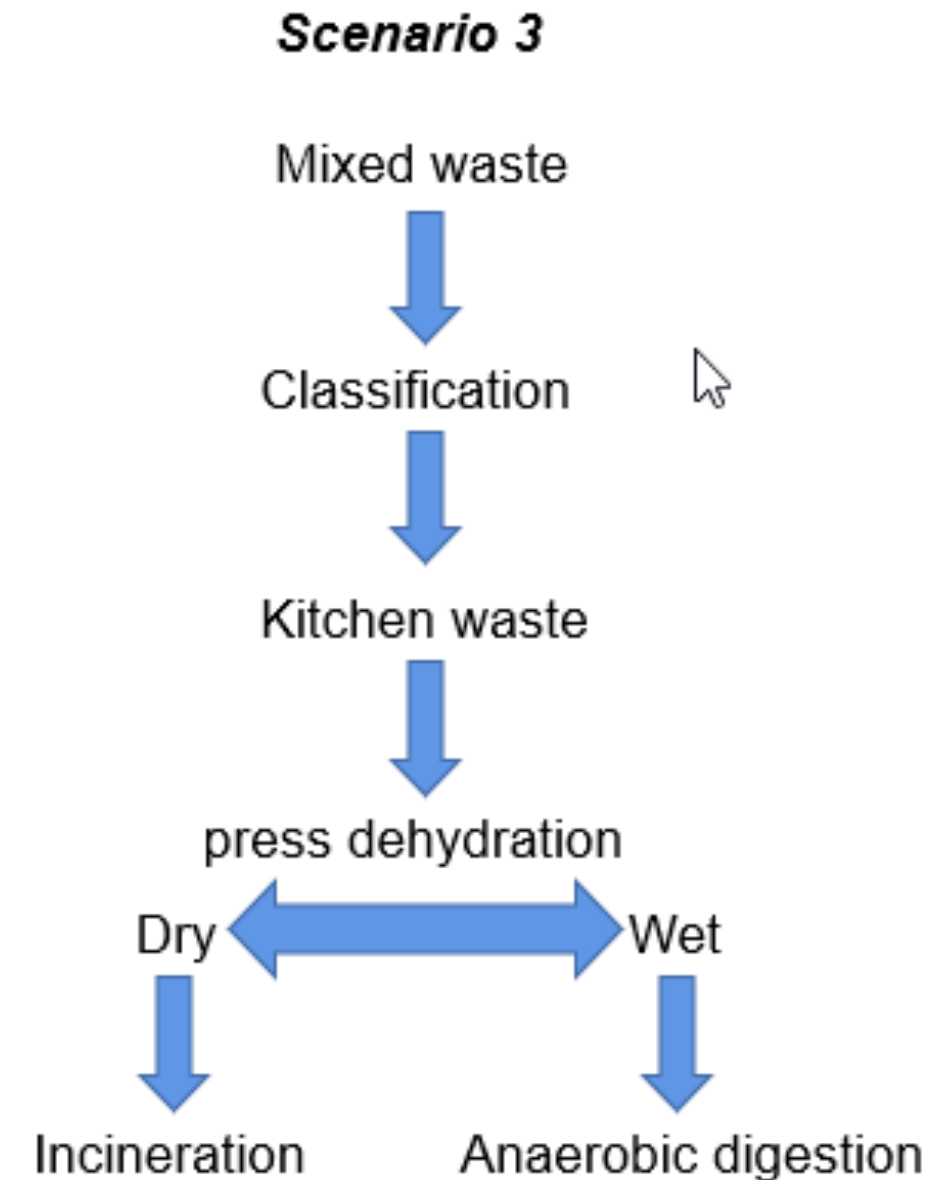 Scenario 3
Mixed waste
Classification
Kitchen waste
press dehydration
Dry Wet
Incineration Anaerobic digestion